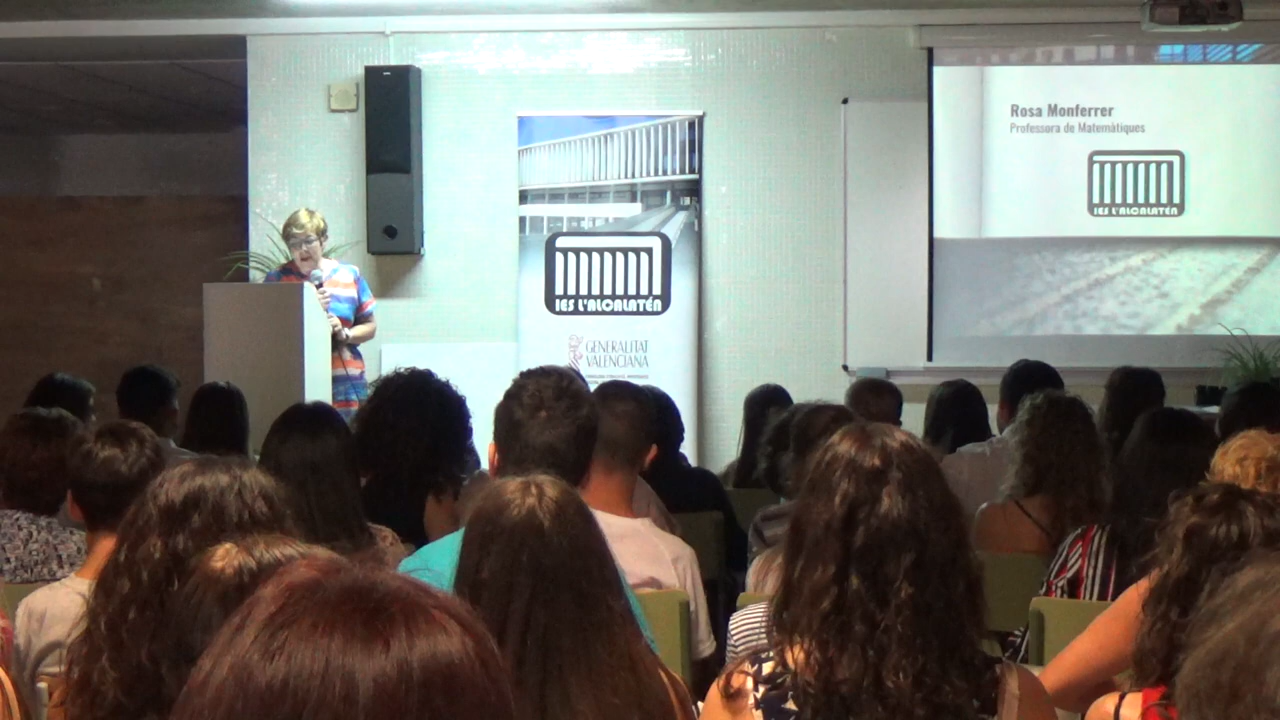 IES L'ALCALATÉN
GENERALITAT
VALENCIANA
Rosa Monferrer
Professora de Matemàtiques
IES L'ALCALATÉN